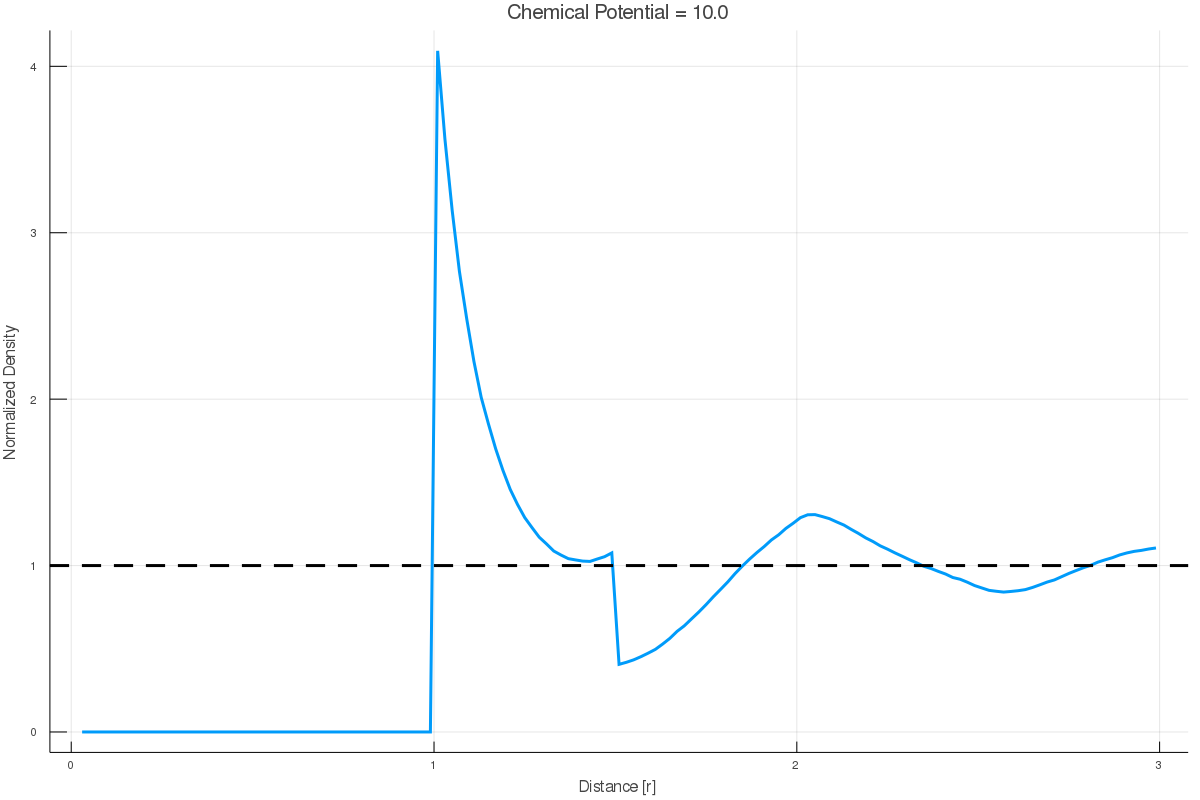 Chemical Potential = 10.0
Normalized Density
4
3
2
1
0
0 1 2 3
Distance [r]